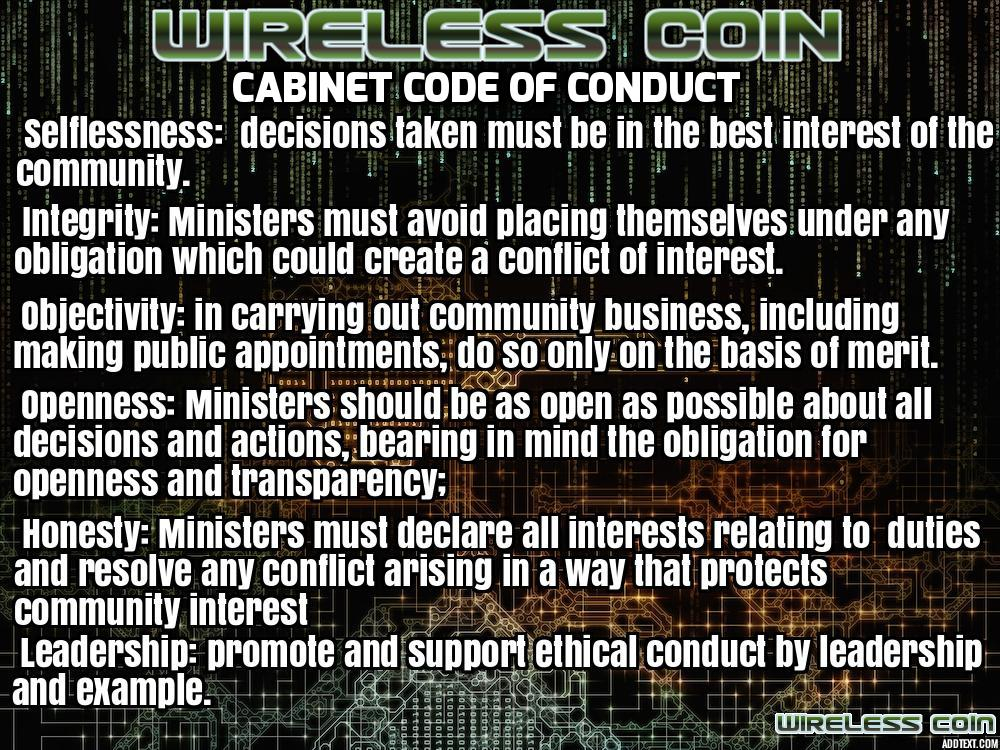 WIRELESS COIN
CABINET CODE OF CONDUCT
Selflessness: decisions taken must be in the best interest of the
community.
Integrity: Ministers must avoid placing themselves under any
obligation which could create a conflict of interest.
Objectivity: in carrying out community business, including
making public appointments, do so only on the basis of merit.
Openness: Ministers should be as open as possible about all
decisions and actions, bearing in mind the obligation for
openness and transparency;
Honesty: Ministers must declare all interests relating to duties
and resolve any conflict arising in a way that protects
community interest
Leadership: promote and support ethical conduct by leadership
and example.
WIRELESS COIN
ADDTEXT.COM